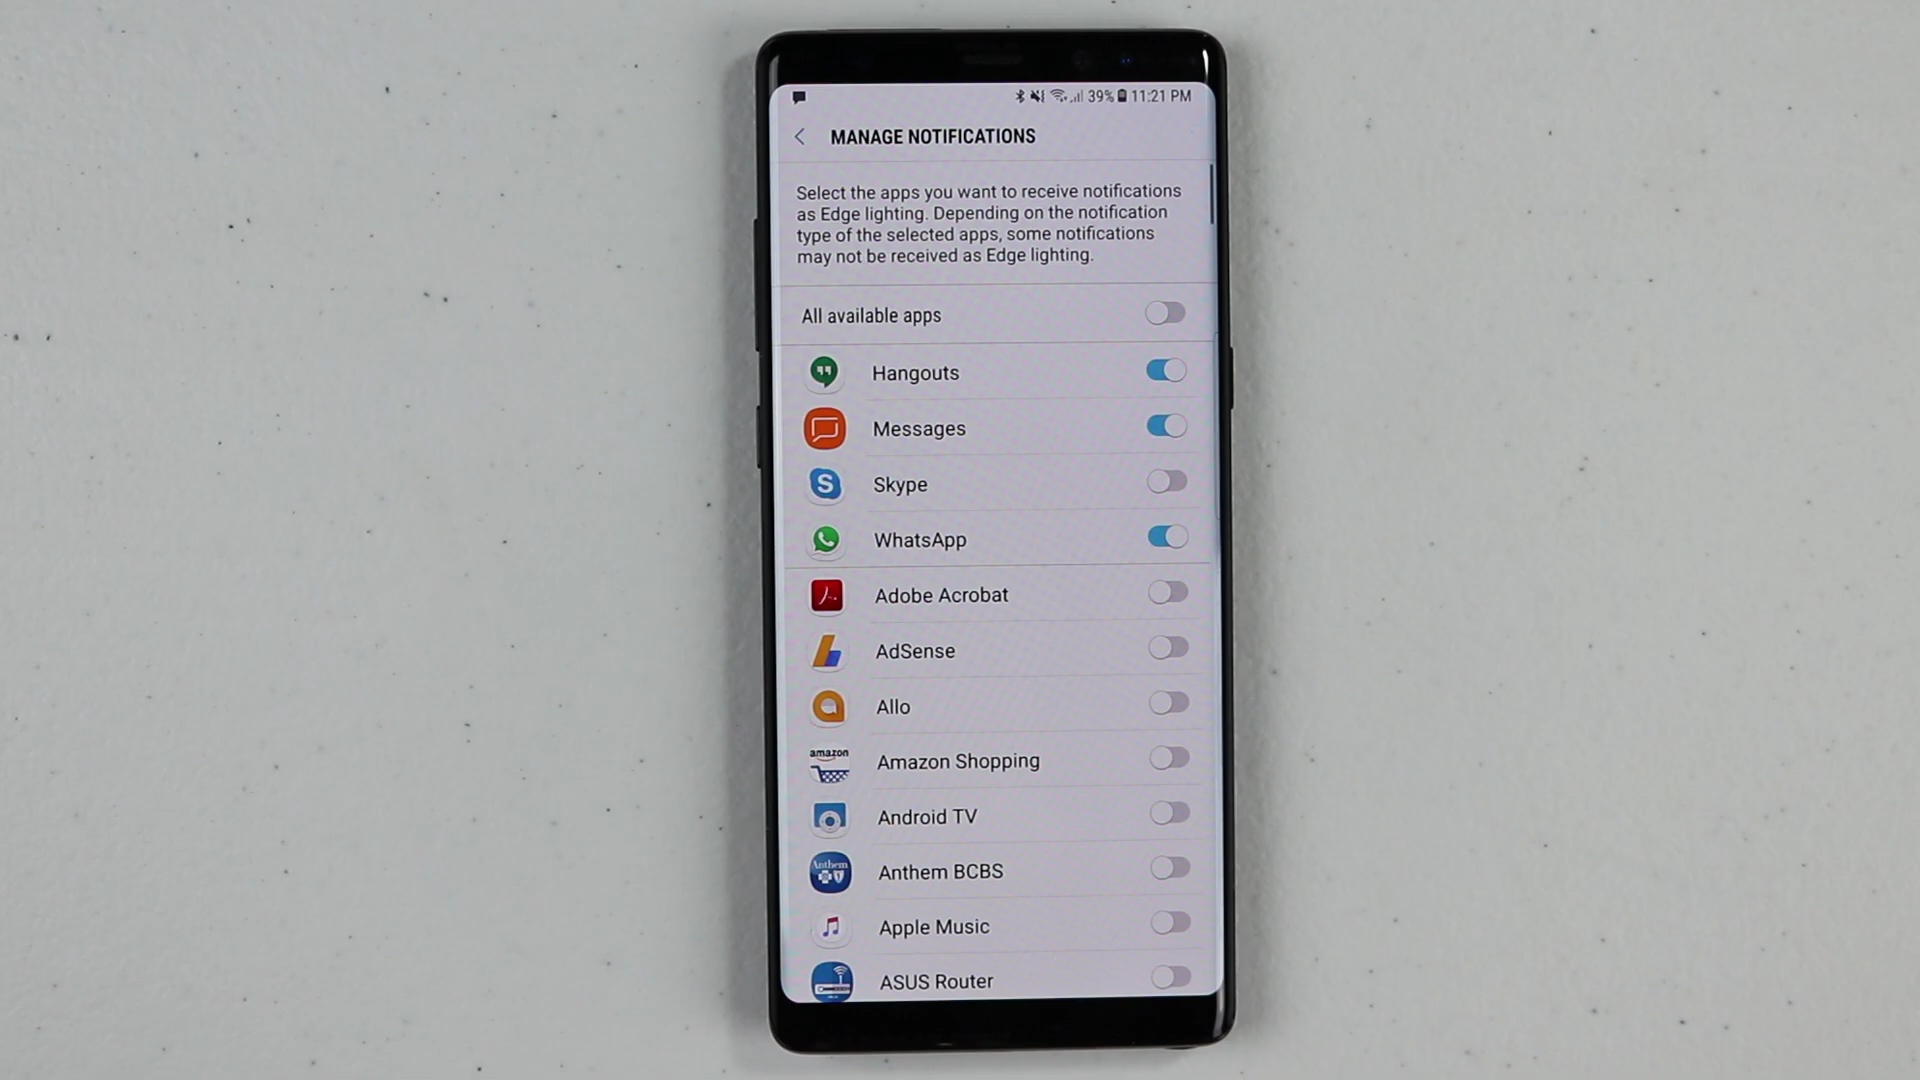 39% 11:21 PM
MANAGE NOTIFICATIONS
Select the apps you want to receive notifications
as Edge lighting. Depending on the notification
type of the selected apps, some notifications
may not be received as Edge lighting.
All available apps
Hangouts
Messages
S Skype
WhatsApp
Adobe Acrobat
AdSense
Allo
amazon
Amazon Shopping
Android TV
Anthem
Anthem BCBS
Apple Music
ASUS Router